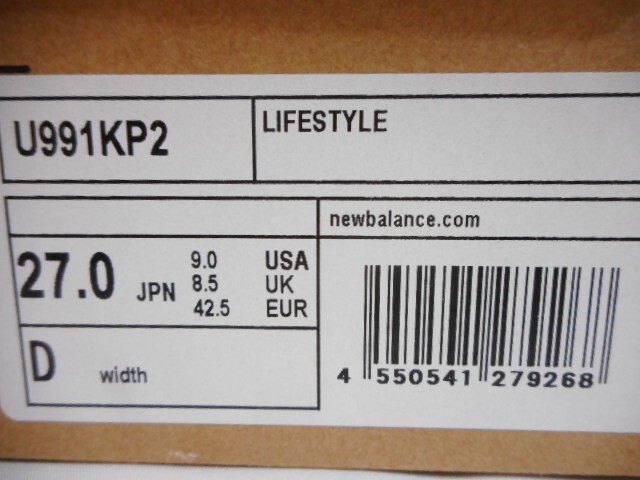 U991KP2
LIFESTYLE
newbalance.com
27.0 JPN
9.0 USA
8.5 UK
42.5 EUR
D width
4 550541 279268